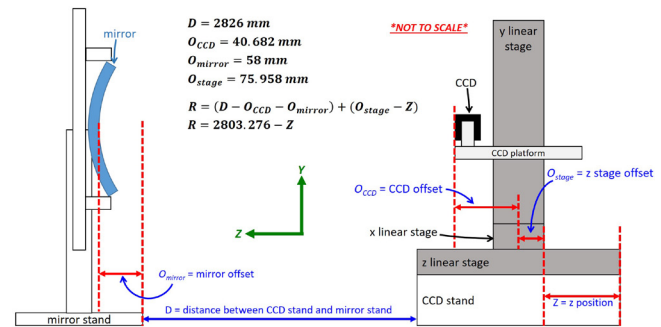 mirror
D = 2826 mm
O_CCD = 40.682 mm
O_mirror = 58 mm
O_stage = 75.958 mm
R = (D − O_CCD − O_mirror) + (O_stage − Z)
R = 2803.276 − Z
*NOT TO SCALE*
y linear
stage
CCD
CCD platform
O_CCD = CCD offset
O_stage = z stage offset
Y
Z
x linear stage
z linear stage
O_mirror = mirror offset
CCD stand
Z = z position
D = distance between CCD stand and mirror stand
mirror stand